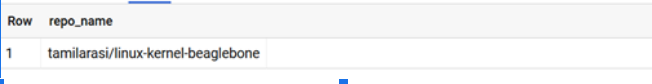 Row repo_name
1 tamilarasi/linux-kernel-beaglebone